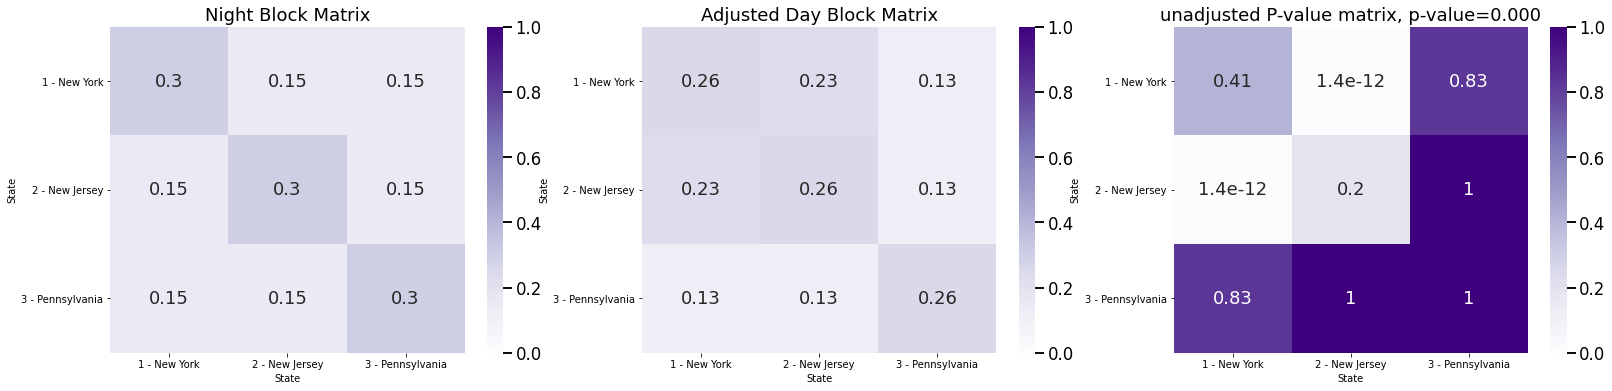 Night Block Matrix
1 - New York
2 - New Jersey
3 - Pennsylvania
State
0.3 0.15 0.15
0.15 0.3 0.15
0.15 0.15 0.3
1 - New York 2 - New Jersey 3 - Pennsylvania
State
1.0
0.8
0.6
0.4
0.2
0.0
Adjusted Day Block Matrix
1 - New York
2 - New Jersey
3 - Pennsylvania
State
0.26 0.23 0.13
0.23 0.26 0.13
0.13 0.13 0.26
1 - New York 2 - New Jersey 3 - Pennsylvania
State
1.0
0.8
0.6
0.4
0.2
0.0
unadjusted P-value matrix, p-value=0.000
1 - New York
2 - New Jersey
3 - Pennsylvania
State
0.41 1.4e-12 0.83
1.4e-12 0.2 1
0.83 1 1
1 - New York 2 - New Jersey 3 - Pennsylvania
State
1.0
0.8
0.6
0.4
0.2
0.0